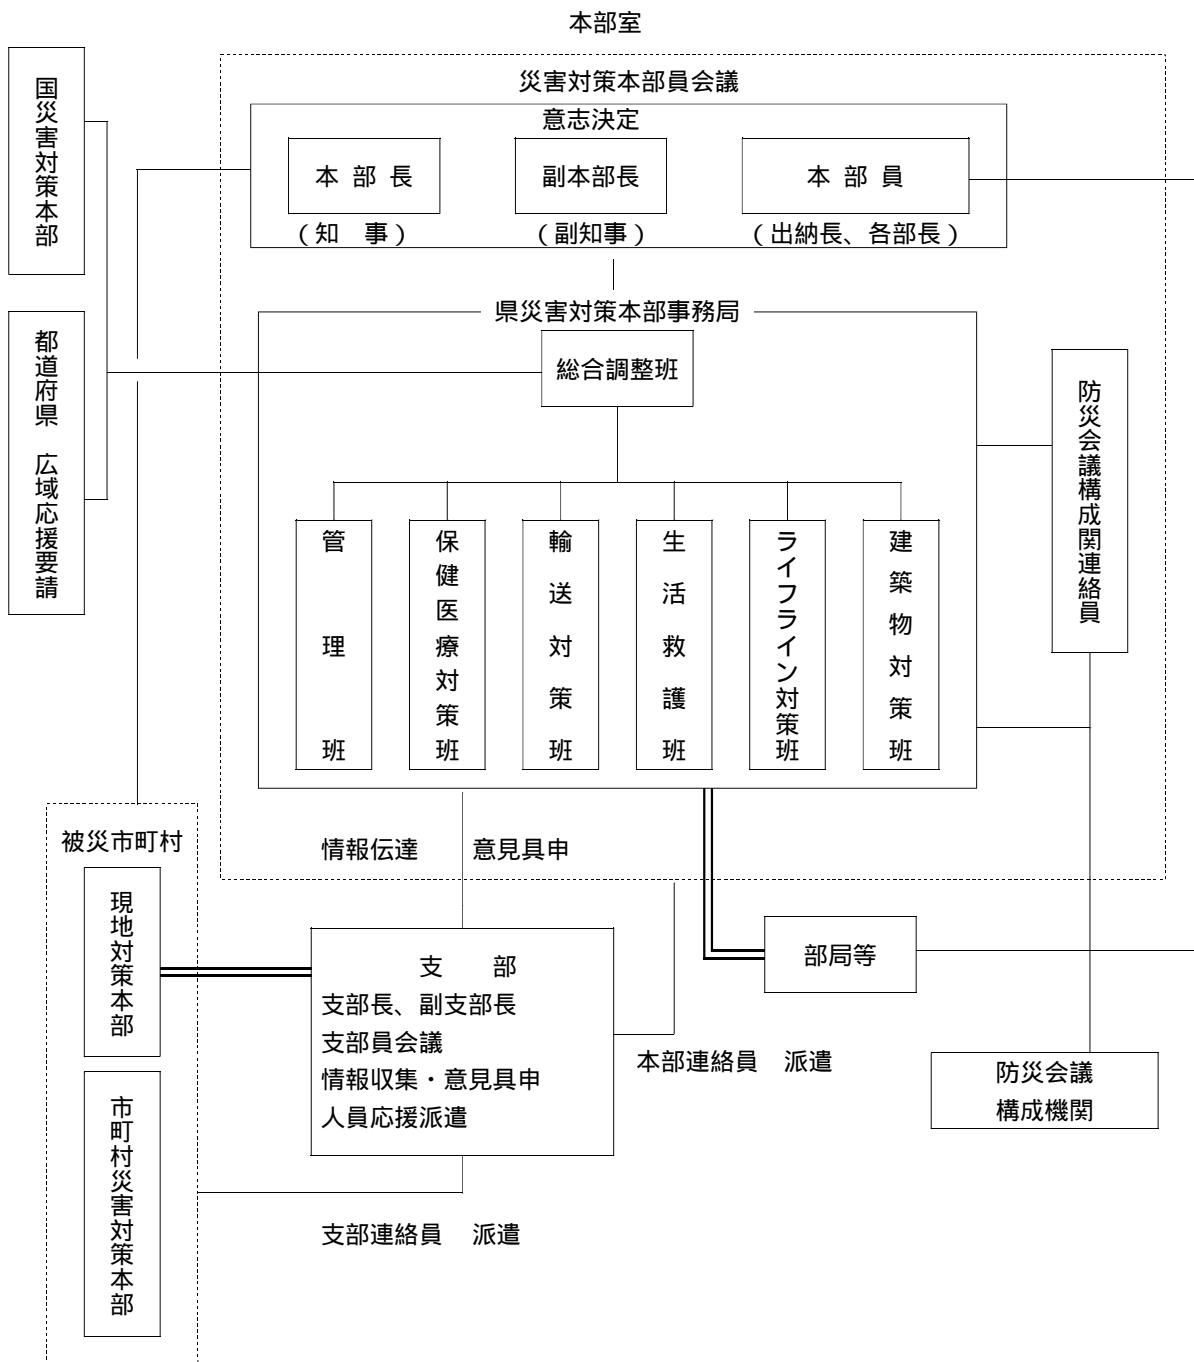 本部室
国災害対策本部
災害対策本部員会議
意志決定
本部長
副本部長
本部員
(知 事)
(副知事)
(出納長、各部長)
県災害対策本部事務局
都道府県 広域応援要請
総合調整班
防災会議構成関連絡員
管理班
保健医療対策班
輸送対策班
生活救護班
ライフライン対策班
建築物対策班
被災市町村
情報伝達 意見具申
現地対策本部
支 部
支部長、副支部長
支部員会議
情報収集・意見具申
人員応援派遣
部局等
本部連絡員 派遣
防災会議
構成機関
市町村災害対策本部
支部連絡員 派遣